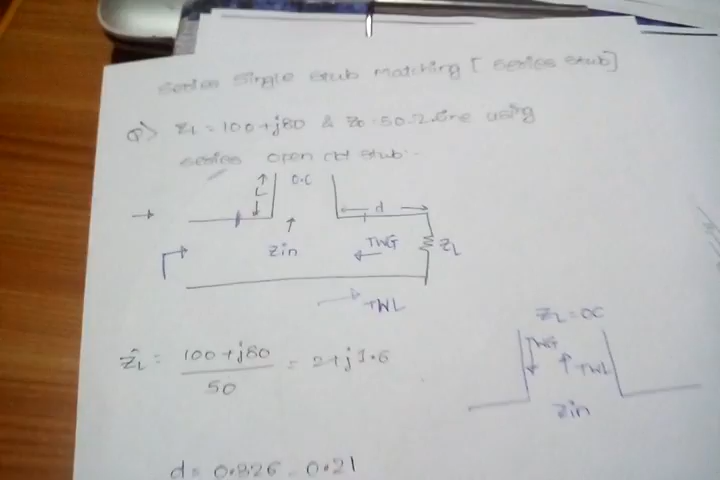 series single stub matching [ series stub]
Q> ZL = 100+j80 & Z0 = 50Ω line using
series open ckt stub:-
L
O.C
d
Zin
TWG
ZL
TWL
ZL = 100+j80 / 50 = 2+j1.6
ZL = OC
TWG
TWL
Zin
d = 0.326 - 0.21